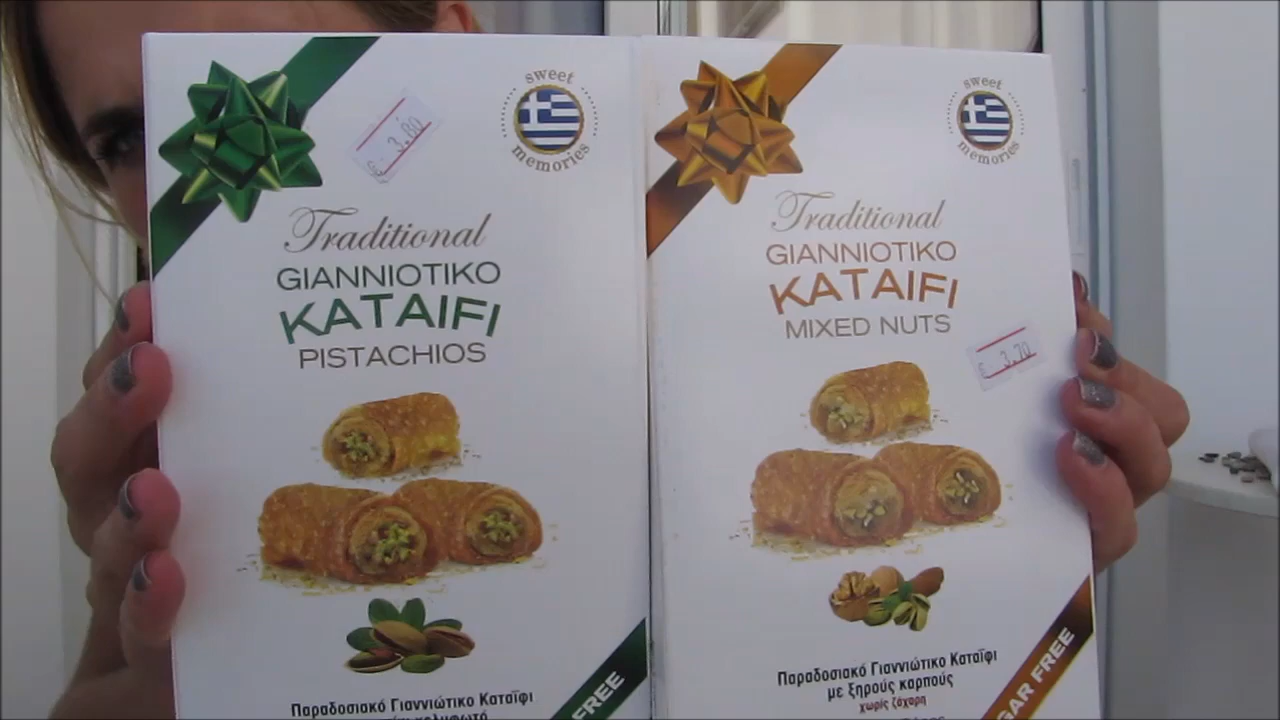 sweet
memories
€ 3,80
Traditional
GIANNIOTIKO
KATAIFI
PISTACHIOS
Παραδοσιακό Γιαννιώτικο Καταΐφι
FREE
sweet
memories
Traditional
GIANNIOTIKO
KATAIFI
MIXED NUTS
€ 3,70
Παραδοσιακό Γιαννιώτικο Καταΐφι
με ξηρούς καρπούς
χωρίς ζάχαρη
GAR FREE